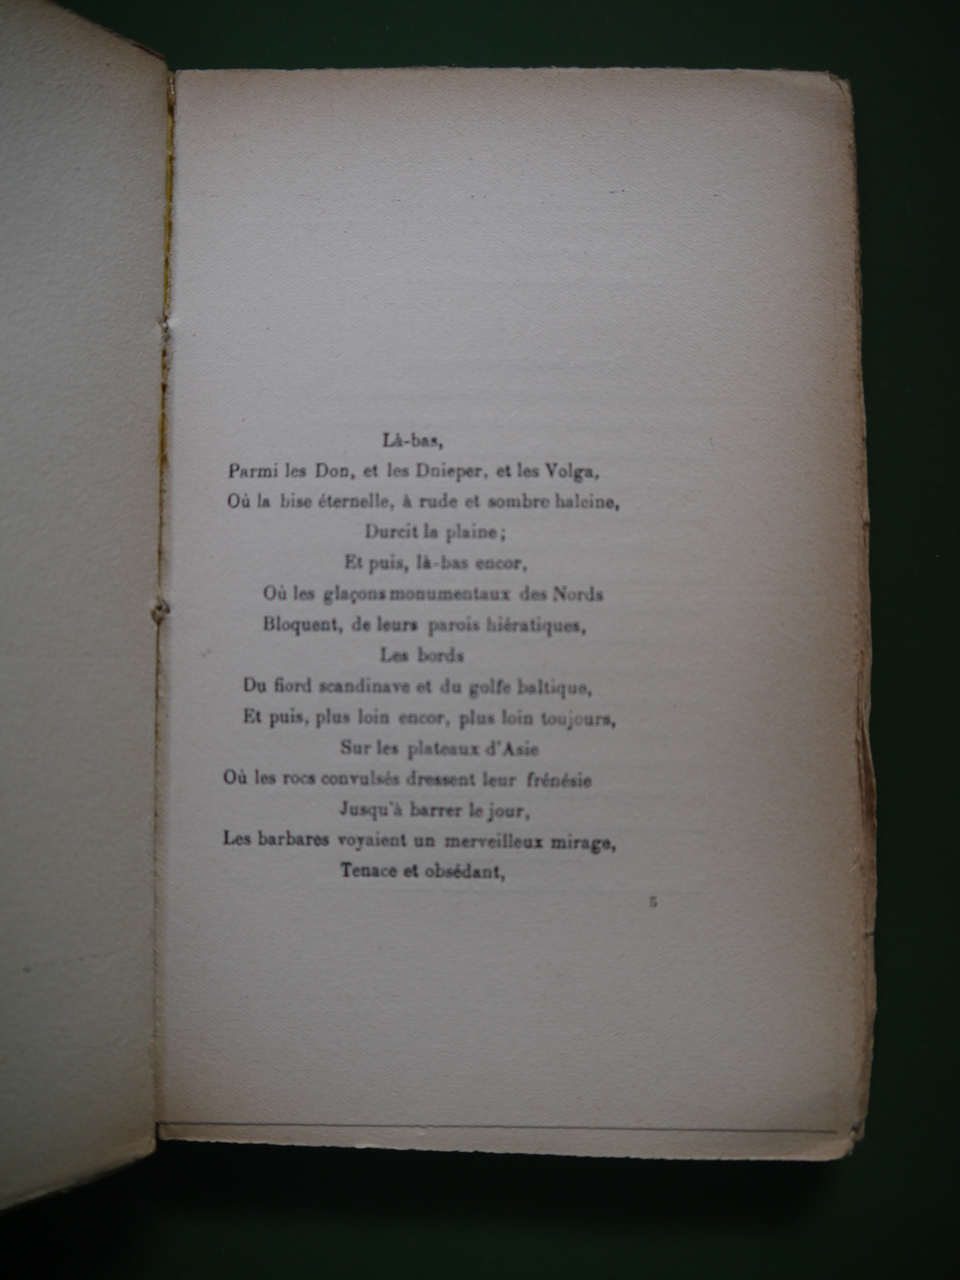 Là-bas,
Parmi les Don, et les Dnieper, et les Volga,
Où la bise éternelle, à rude et sombre haleine,
Durcit la plaine ;
Et puis, là-bas encor,
Où les glaçons monumentaux des Nords
Bloquent, de leurs parois hiératiques,
Les bords
Du fiord scandinave et du golfe baltique,
Et puis, plus loin encor, plus loin toujours,
Sur les plateaux d'Asie
Où les rocs convulsés dressent leur frénésie
Jusqu'à barrer le jour,
Les barbares voyaient un merveilleux mirage,
Tenace et obsédant,
5